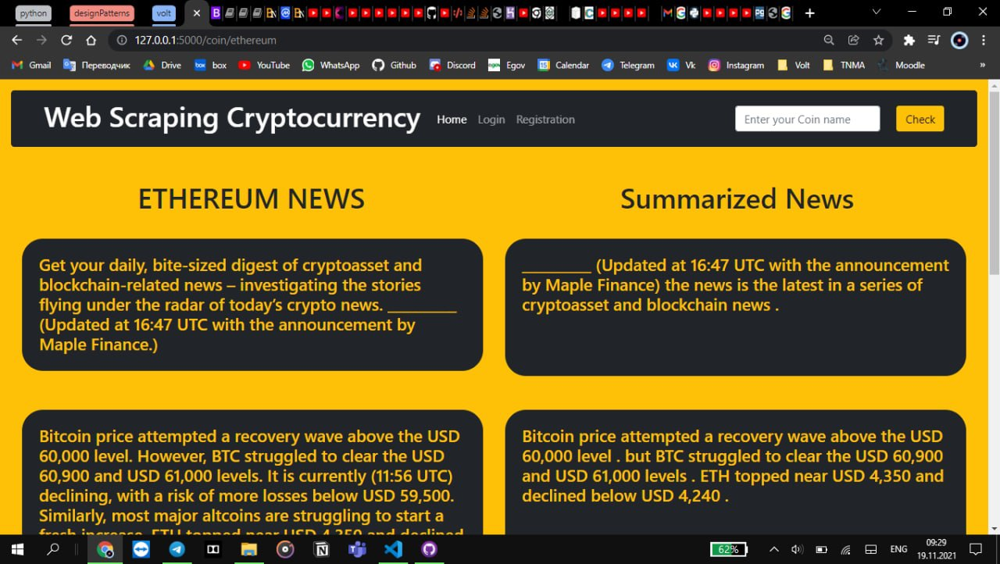 python designPatterns volt
127.0.0.1:5000/coin/ethereum
Gmail Переводчик Drive box YouTube WhatsApp Github Discord Egov Calendar Telegram Vk Instagram Volt TNMA Moodle »
Web Scraping Cryptocurrency Home Login Registration Enter your Coin name Check
ETHEREUM NEWS
Summarized News
Get your daily, bite-sized digest of cryptoasset and
blockchain-related news – investigating the stories
flying under the radar of today’s crypto news. __________
(Updated at 16:47 UTC with the announcement by
Maple Finance.)
__________ (Updated at 16:47 UTC with the announcement
by Maple Finance) the news is the latest in a series of
cryptoasset and blockchain news .
Bitcoin price attempted a recovery wave above the USD
60,000 level. However, BTC struggled to clear the USD
60,900 and USD 61,000 levels. It is currently (11:56 UTC)
declining, with a risk of more losses below USD 59,500.
Similarly, most major altcoins are struggling to start a
fresh increase. ETH topped near USD 4,350 and declined
Bitcoin price attempted a recovery wave above the USD
60,000 level . but BTC struggled to clear the USD 60,900
and USD 61,000 levels . ETH topped near USD 4,350 and
declined below USD 4,240 .
62% ENG 09:29
19.11.2021